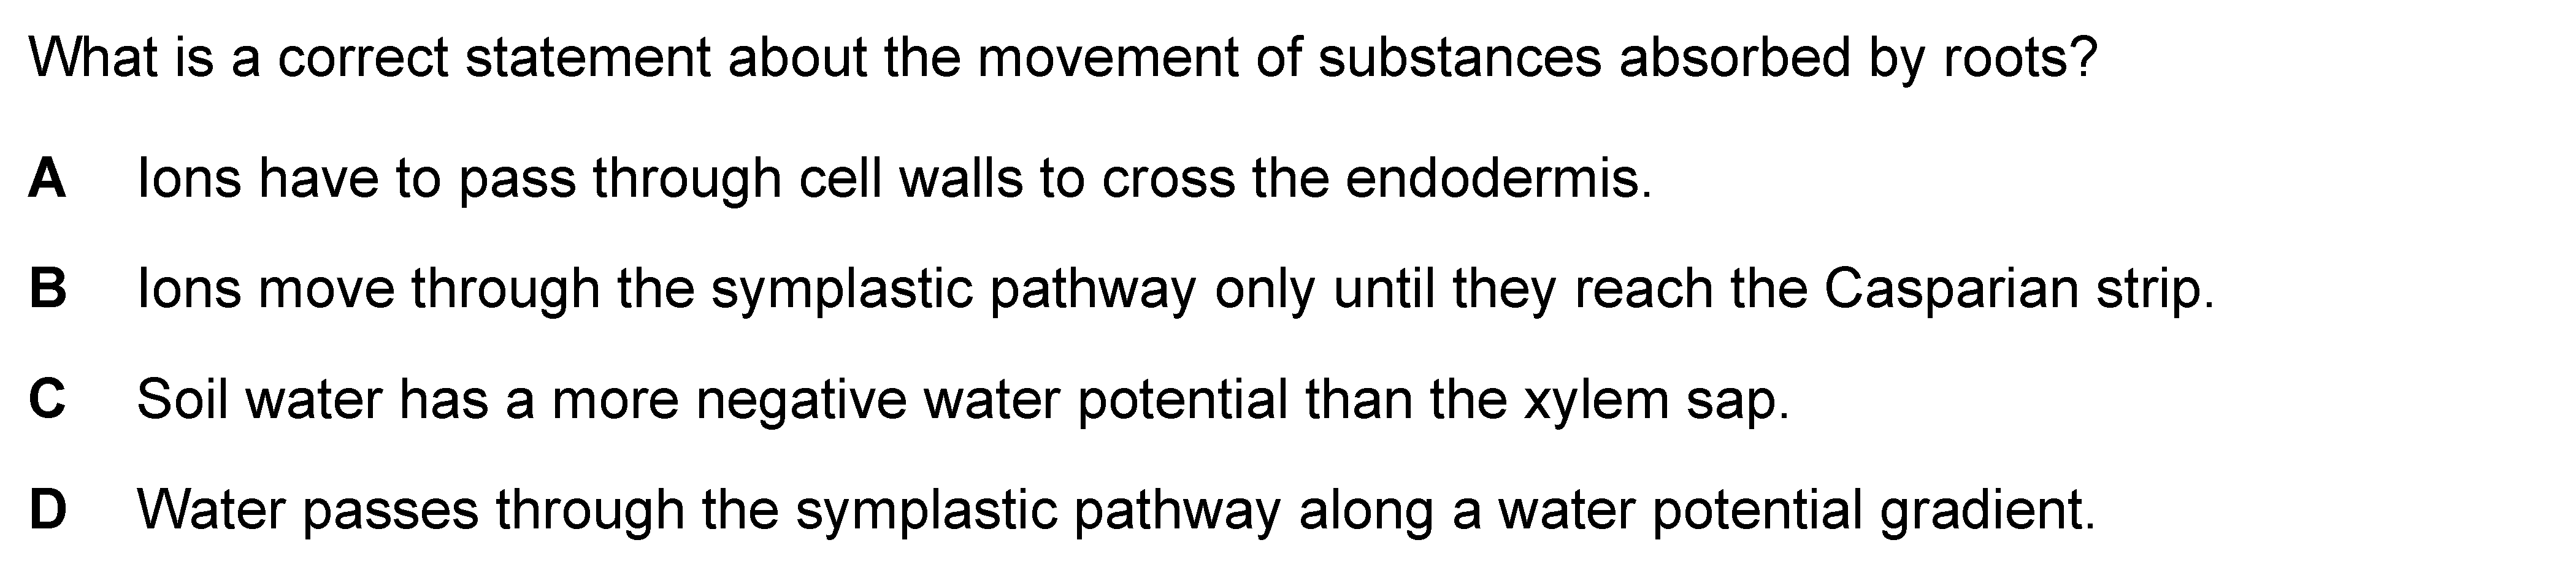 What is a correct statement about the movement of substances absorbed by roots?
A Ions have to pass through cell walls to cross the endodermis.
B Ions move through the symplastic pathway only until they reach the Casparian strip.
C Soil water has a more negative water potential than the xylem sap.
D Water passes through the symplastic pathway along a water potential gradient.